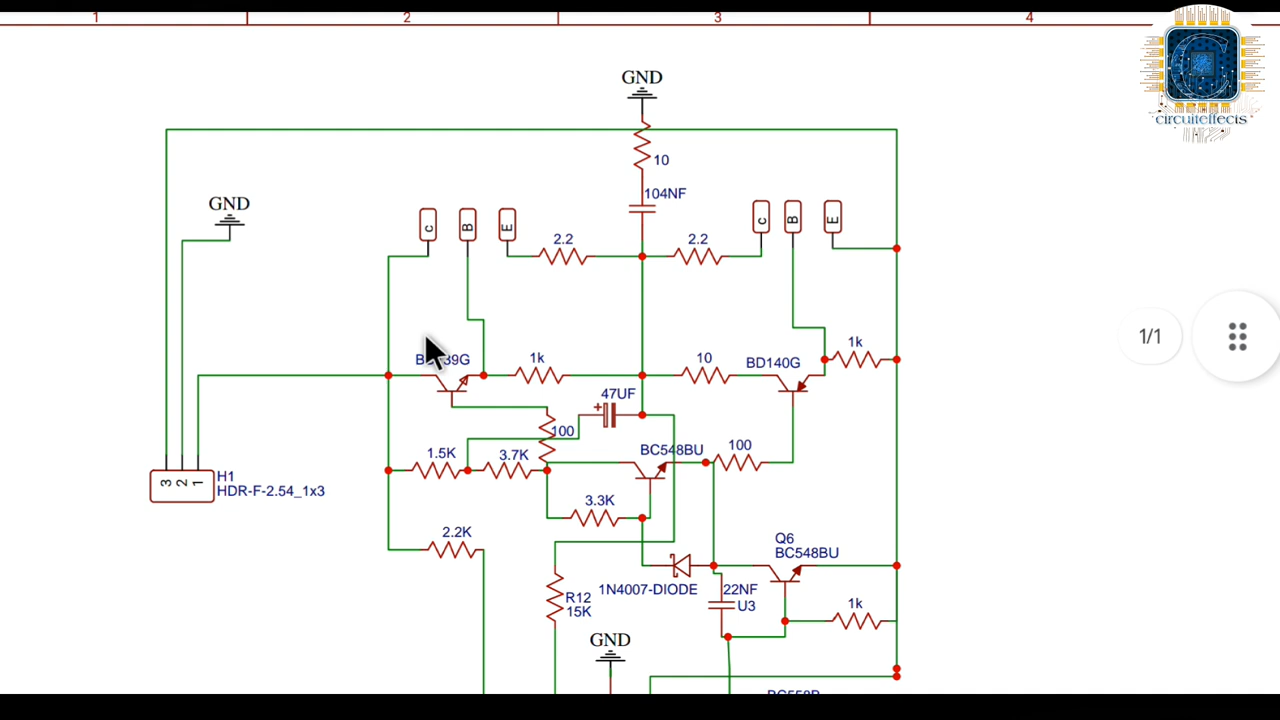 1
2
3
4
circuiteffects
GND
10
104NF
GND
c
B
E
2.2
2.2
c
B
E
1k
10
BD140G
1k
47UF
100
1.5K
3.7K
BC548BU
100
3
2
1
H1
HDR-F-2.54_1x3
3.3K
2.2K
Q6
BC548BU
1N4007-DIODE
22NF
U3
R12
15K
1k
GND
1/1